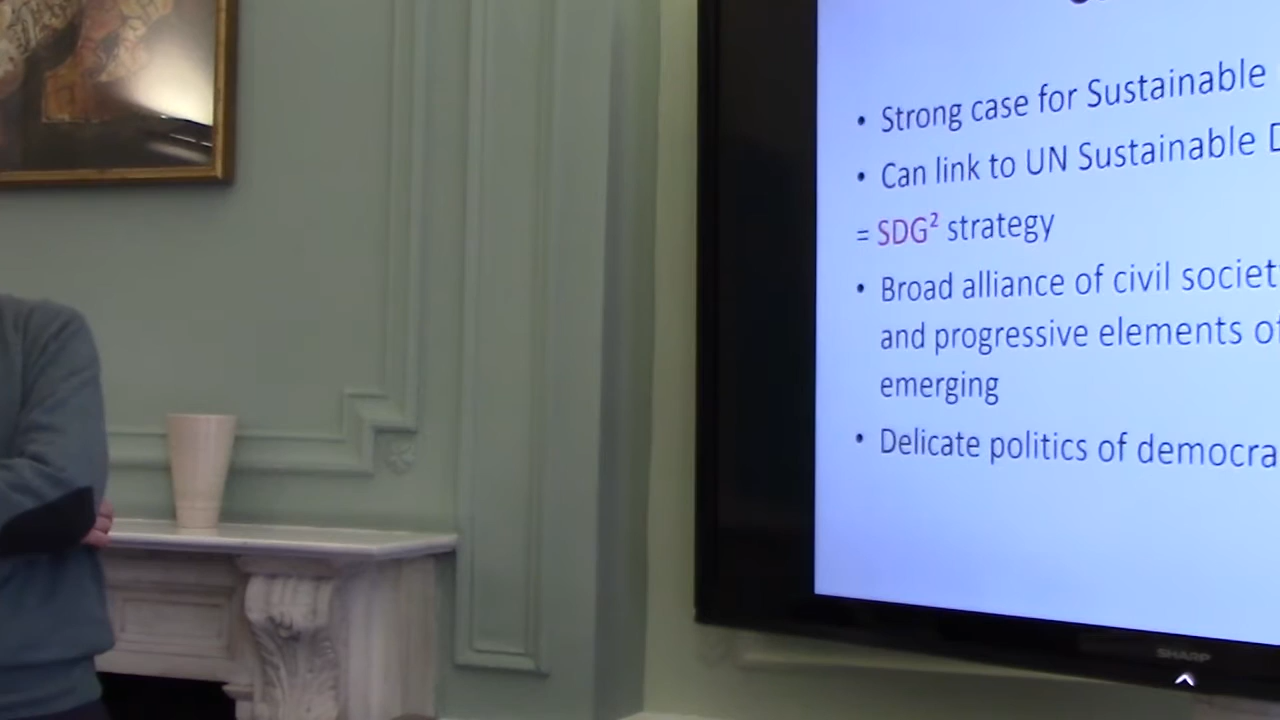 • Strong case for Sustainable
• Can link to UN Sustainable D
= SDG² strategy
• Broad alliance of civil societ
and progressive elements of
emerging
• Delicate politics of democra
SHARP